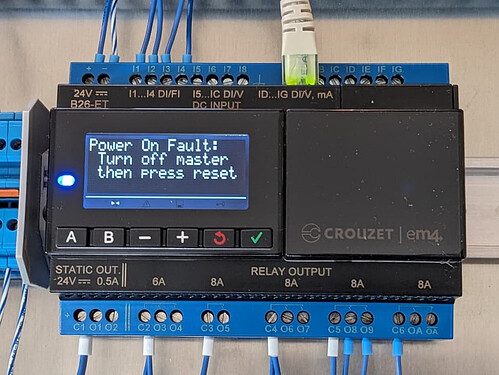 + - I1 I2 I3 I4 I5 I6 I7 I8 IB IC ID IE IF IG
24V I1...I4 DI/FI I5...IC DI/V ID...IG DI/V, mA
B26-ET DC INPUT
Power On Fault:
Turn off master
then press reset
A B - +
CROUZET em4
STATIC OUT. RELAY OUTPUT
24V 0.5A 6A 8A 8A 8A 8A
+ C1 O1 O2 C2 O3 O4 C3 O5 C4 O6 O7 C5 O8 O9 C6 OA OA